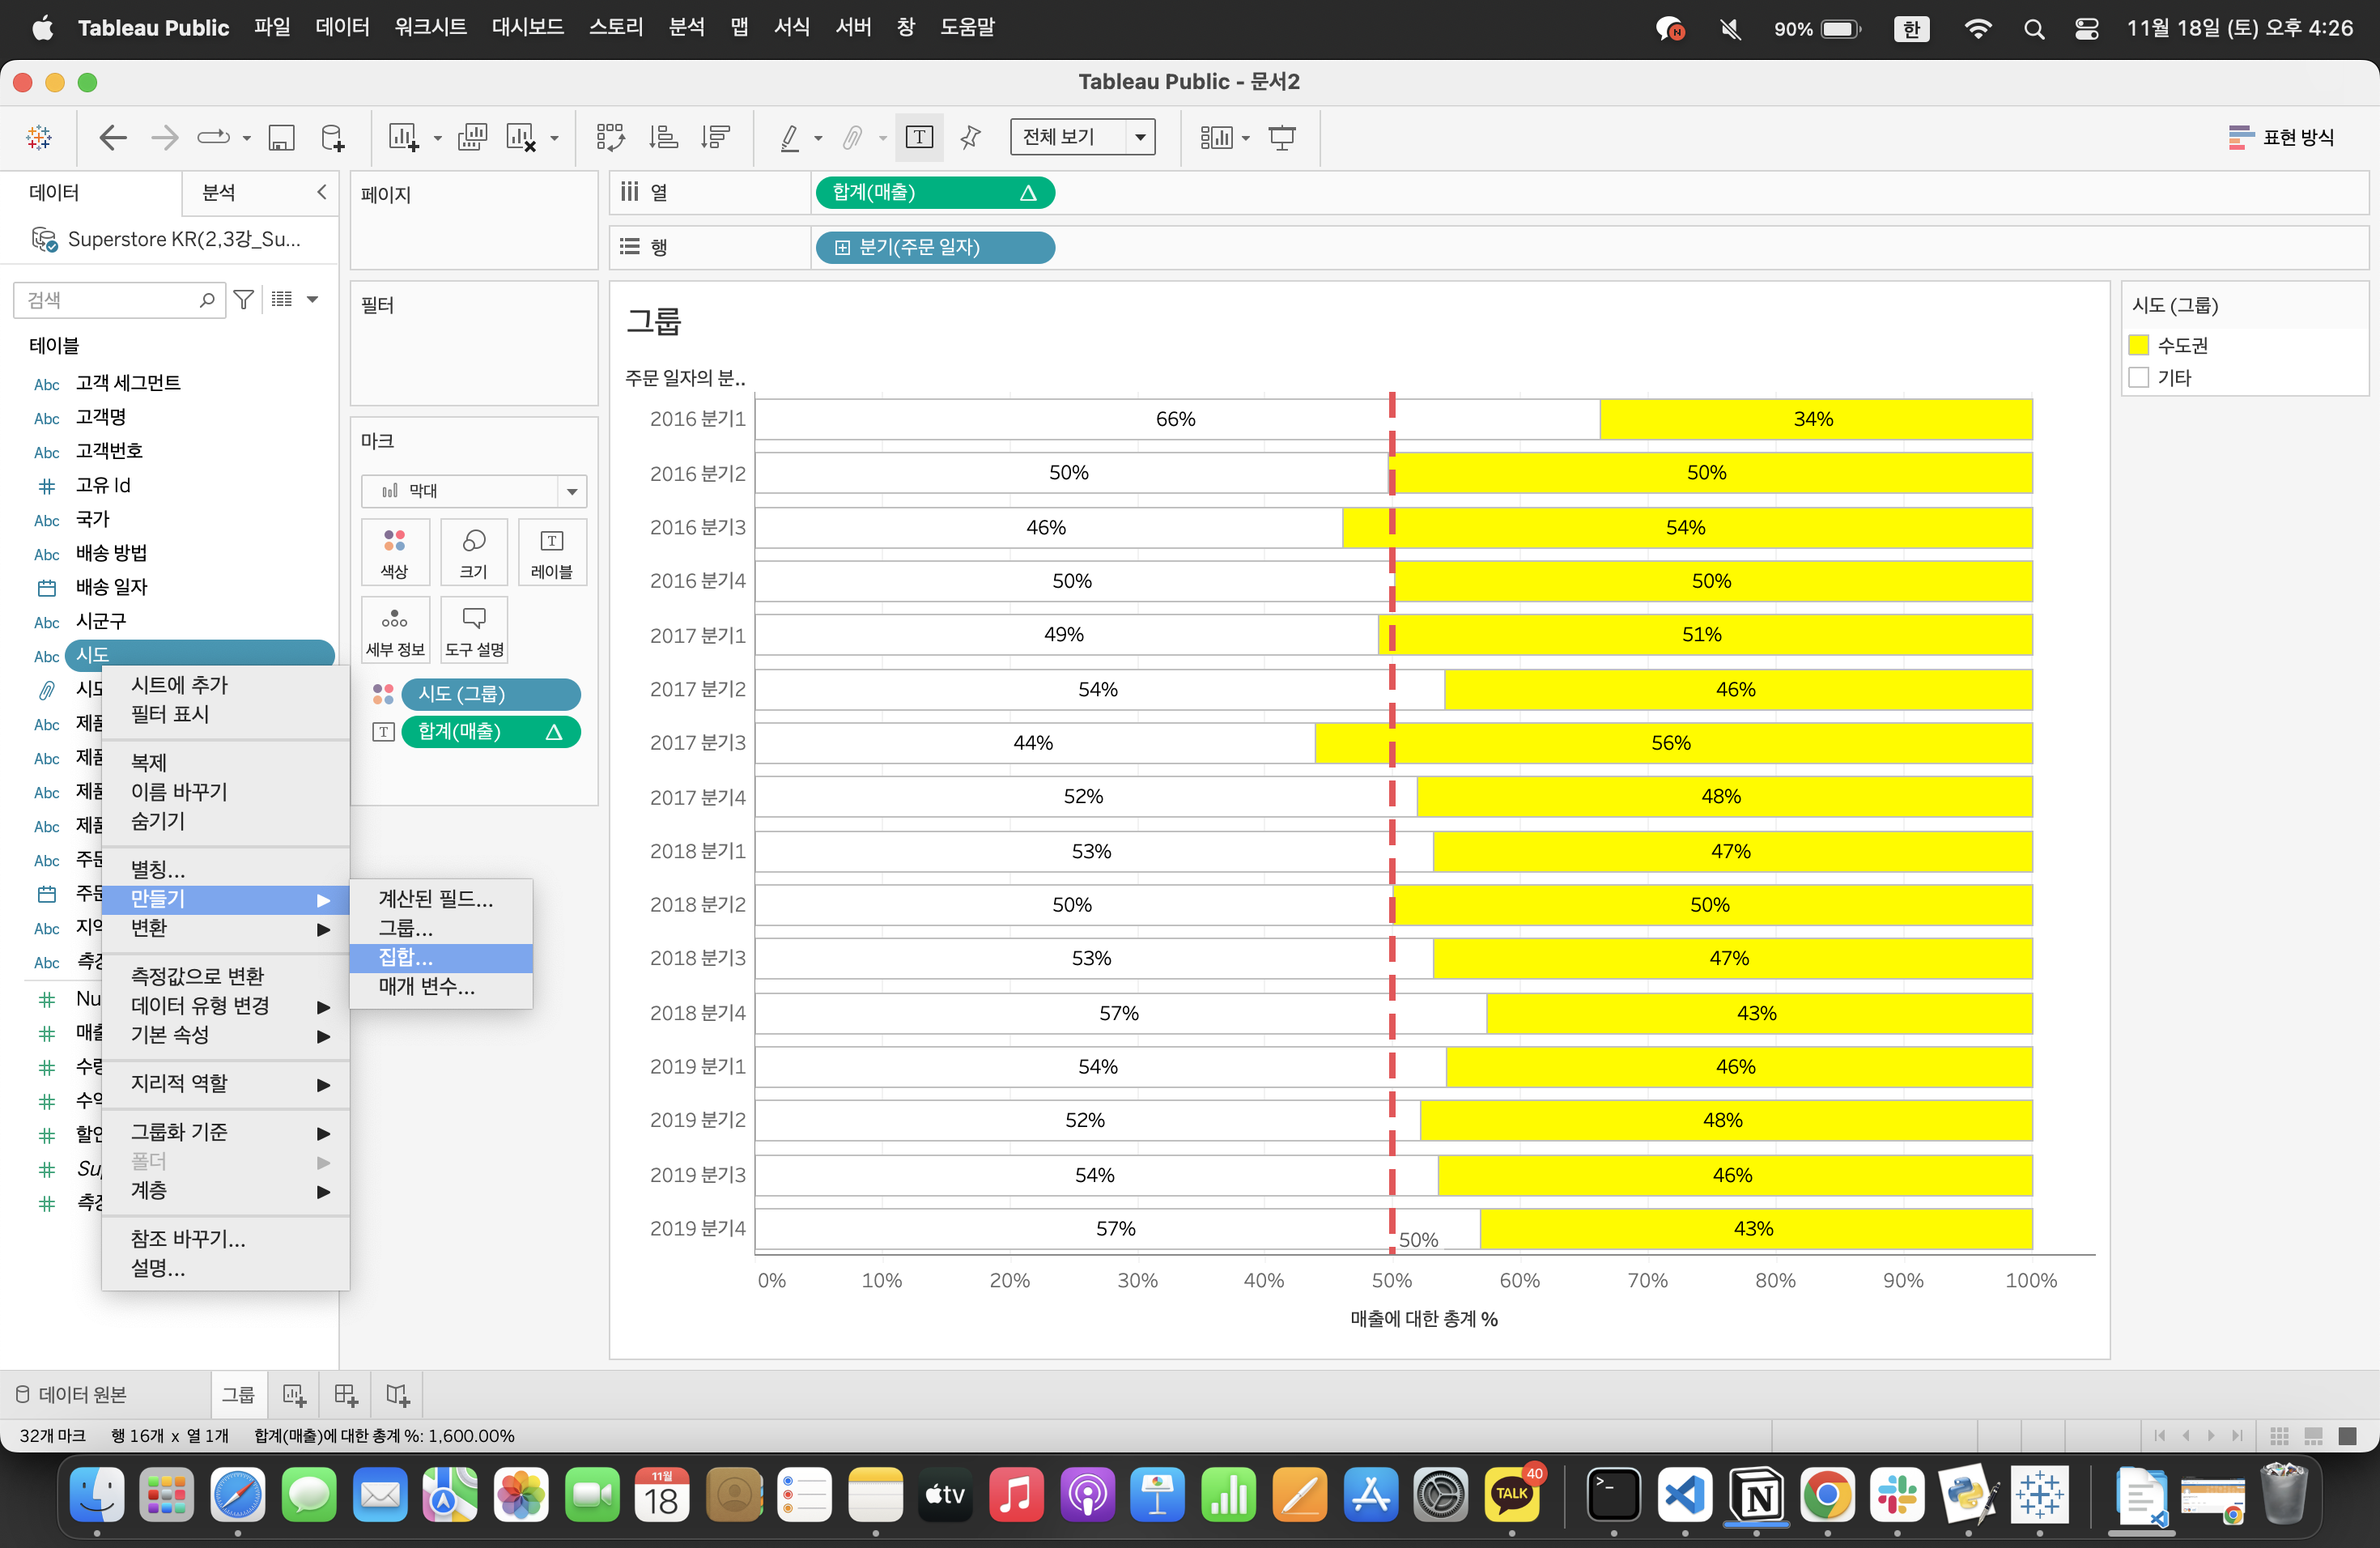 Tableau Public 파일 데이터 워크시트 대시보드 스토리 분석 맵 서식 서버 창 도움말 90% 한 11월 18일 (토) 오후 4:26
Tableau Public - 문서2
전체 보기 표현 방식
데이터 분석
페이지
열 합계(매출)
Superstore KR(2,3강_Su...
행 분기(주문 일자)
검색
필터
그룹
시도 (그룹)
수도권
기타
테이블
Abc 고객 세그먼트
Abc 고객명
Abc 고객번호
고유 Id
Abc 국가
Abc 배송 방법
배송 일자
Abc 시군구
Abc 시도
Abc 제품
Abc 제품
Abc 제품
Abc 제품
Abc 주문
주문
Abc 지역
Abc 측정
Nu
매출
수량
수익
할인
Su
측정
마크
막대
색상 크기 레이블
세부 정보 도구 설명
시도 (그룹)
합계(매출)
시트에 추가
필터 표시
복제
이름 바꾸기
숨기기
별칭...
만들기
변환
측정값으로 변환
데이터 유형 변경
기본 속성
지리적 역할
그룹화 기준
폴더
계층
참조 바꾸기...
설명...
계산된 필드...
그룹...
집합...
매개 변수...
주문 일자의 분..
2016 분기1 66% 34%
2016 분기2 50% 50%
2016 분기3 46% 54%
2016 분기4 50% 50%
2017 분기1 49% 51%
2017 분기2 54% 46%
2017 분기3 44% 56%
2017 분기4 52% 48%
2018 분기1 53% 47%
2018 분기2 50% 50%
2018 분기3 53% 47%
2018 분기4 57% 43%
2019 분기1 54% 46%
2019 분기2 52% 48%
2019 분기3 54% 46%
2019 분기4 57% 43%
50%
0% 10% 20% 30% 40% 50% 60% 70% 80% 90% 100%
매출에 대한 총계 %
데이터 원본 그룹
32개 마크 행 16개 x 열 1개 합계(매출)에 대한 총계 %: 1,600.00%
11월
18
tv
TALK
40